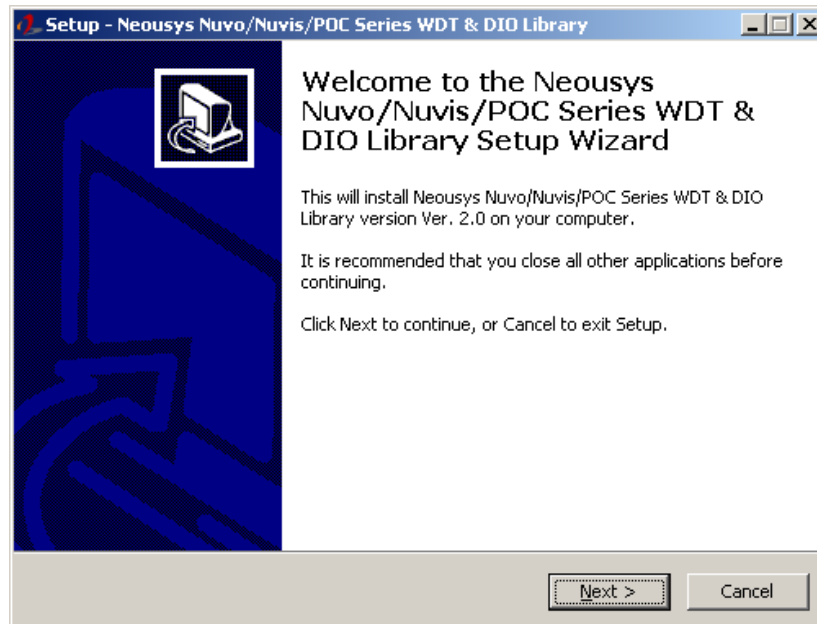 Setup - Neousys Nuvo/Nuvis/POC Series WDT & DIO Library
Welcome to the Neousys
Nuvo/Nuvis/POC Series WDT &
DIO Library Setup Wizard
This will install Neousys Nuvo/Nuvis/POC Series WDT & DIO
Library version Ver. 2.0 on your computer.
It is recommended that you close all other applications before
continuing.
Click Next to continue, or Cancel to exit Setup.
Next >
Cancel